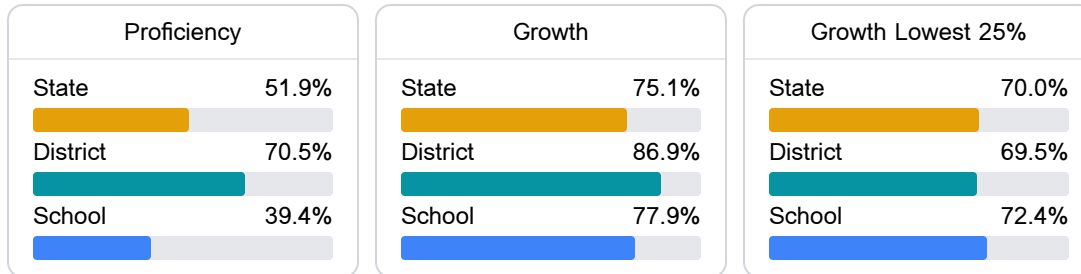 Proficiency
State 51.9%
District 70.5%
School 39.4%
Growth
State 75.1%
District 86.9%
School 77.9%
Growth Lowest 25%
State 70.0%
District 69.5%
School 72.4%